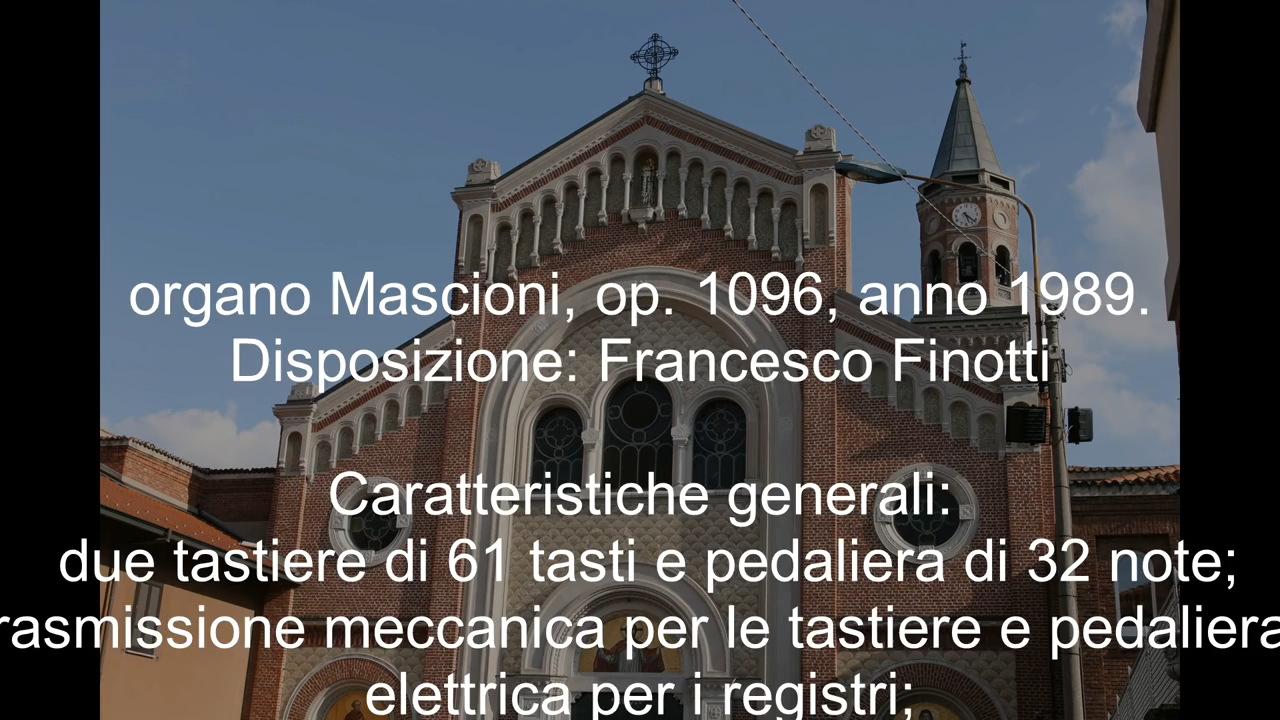 organo Mascioni, op. 1096, anno 1989.
Disposizione: Francesco Finotti
Caratteristiche generali:
due tastiere di 61 tasti e pedaliera di 32 note;
rasmissione meccanica per le tastiere e pedaliera
elettrica per i registri;